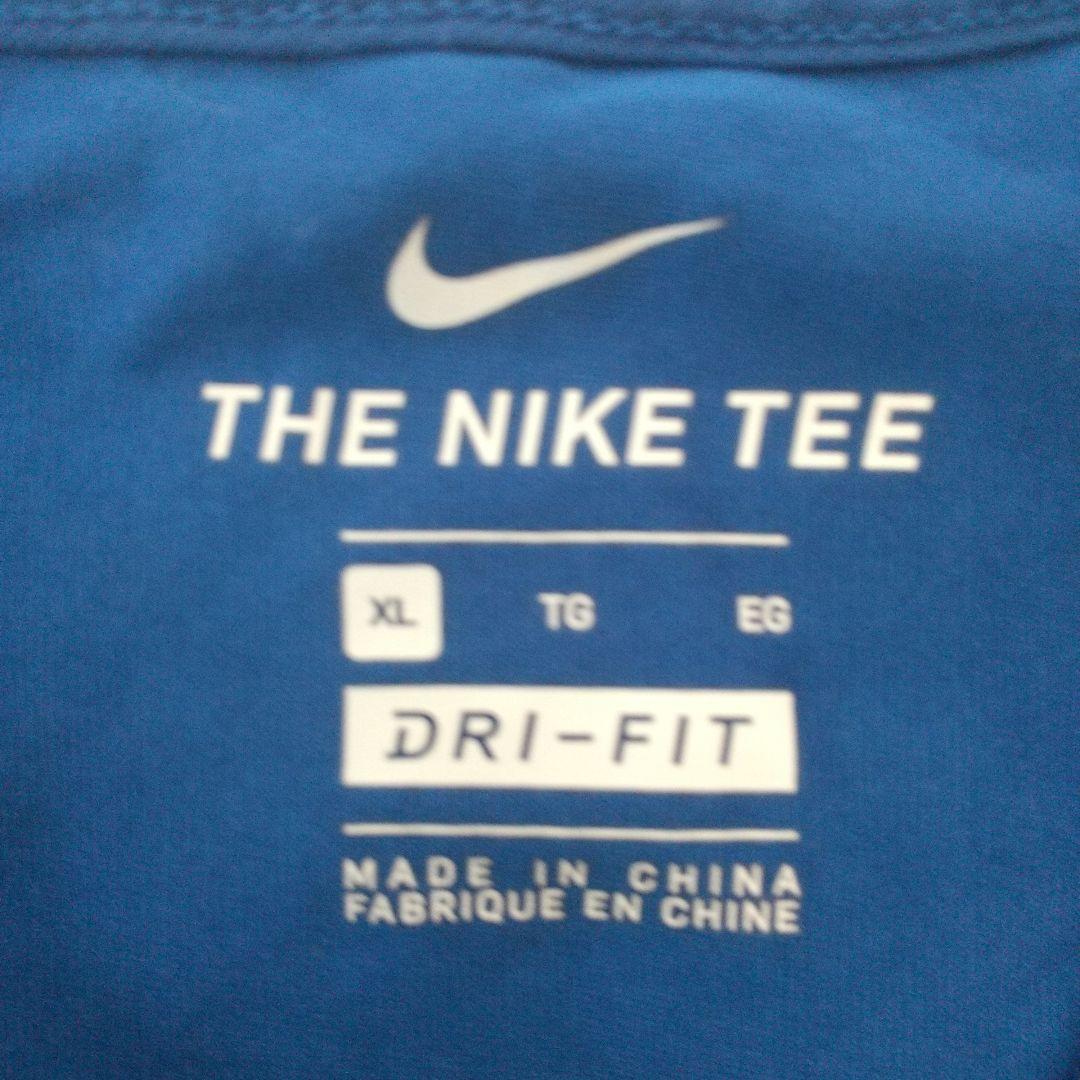 THE NIKE TEE
XL TG EG
DRI-FIT
MADE IN CHINA
FABRIQUE EN CHINE